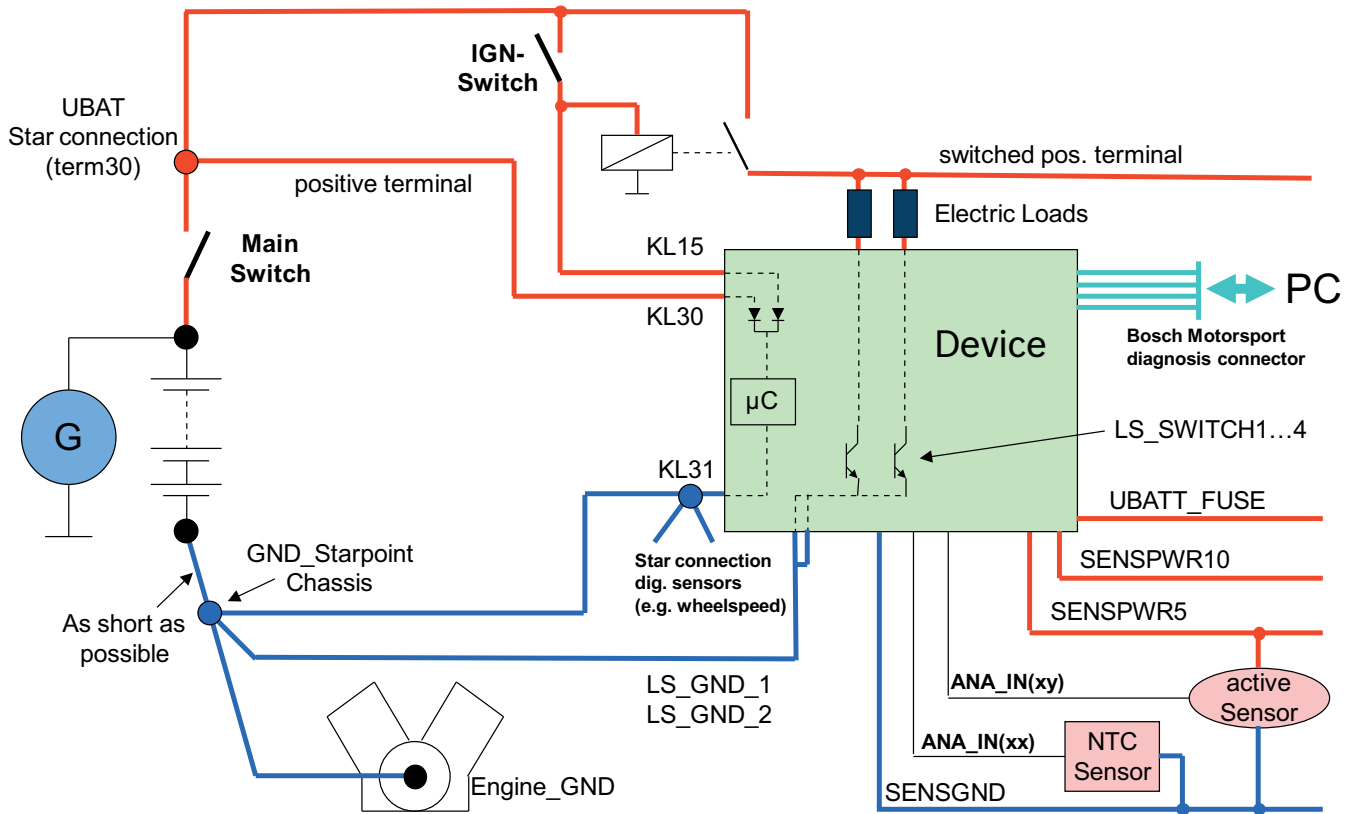 IGN-
Switch
UBAT
Star connection
(term30)
positive terminal
switched pos. terminal
Electric Loads
Main
Switch
KL15
KL30
Device
PC
Bosch Motorsport
diagnosis connector
µC
G
LS_SWITCH1...4
KL31
UBATT_FUSE
GND_Starpoint
Chassis
Star connection
dig. sensors
(e.g. wheelspeed)
SENSPWR10
As short as
possible
SENSPWR5
LS_GND_1
LS_GND_2
ANA_IN(xy)
active
Sensor
ANA_IN(xx)
NTC
Sensor
Engine_GND
SENSGND